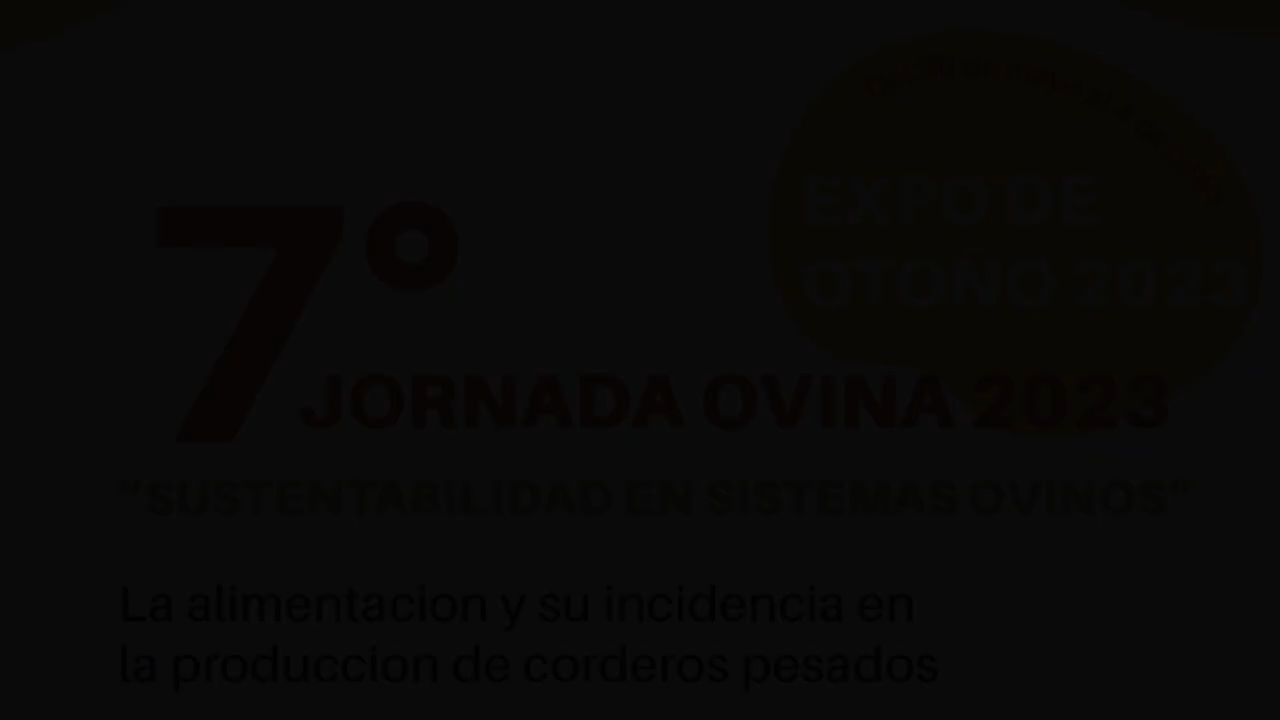 EXPO DE
OTOÑO 2023
7°
JORNADA OVINA 2023
"SUSTENTABILIDAD EN SISTEMAS OVINOS"
La alimentacion y su incidencia en
la produccion de corderos pesados